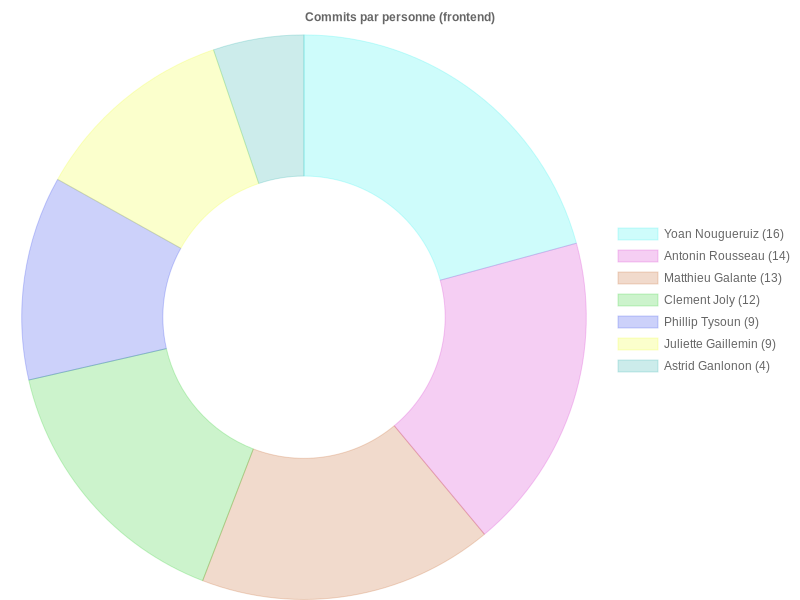 Commits par personne (frontend)
Yoan Nougueruiz (16)
Antonin Rousseau (14)
Matthieu Galante (13)
Clement Joly (12)
Phillip Tysoun (9)
Juliette Gaillemin (9)
Astrid Ganlonon (4)